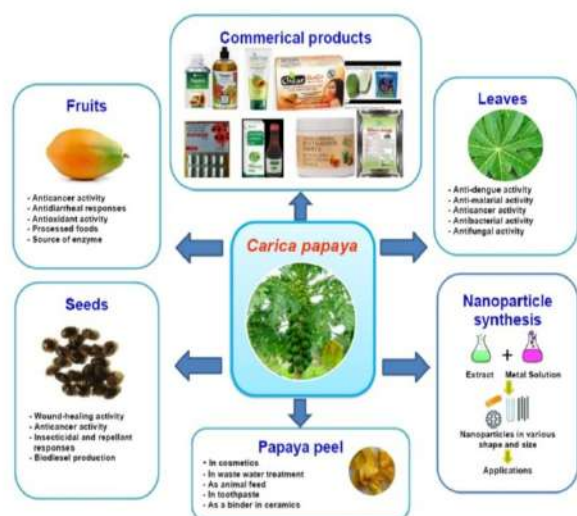 Commerical products
Fruits
- Anticancer activity
- Antidiarrheal responses
- Antioxidant activity
- Processed foods
- Source of enzyme
Leaves
- Anti-dengue activity
- Anti-malarial activity
- Anticancer activity
- Antibacterial activity
- Antifungal activity
Carica papaya
Seeds
- Wound-healing activity
- Anticancer activity
- Insecticidal and repellant
responses
- Biodiesel production
Nanoparticle
synthesis
+
Extract Metal Solution
Nanoparticles in various
shape and size
Applications
Papaya peel
- In cosmetics
- In waste water treatment
- As animal feed
- In toothpaste
- As a binder in ceramics